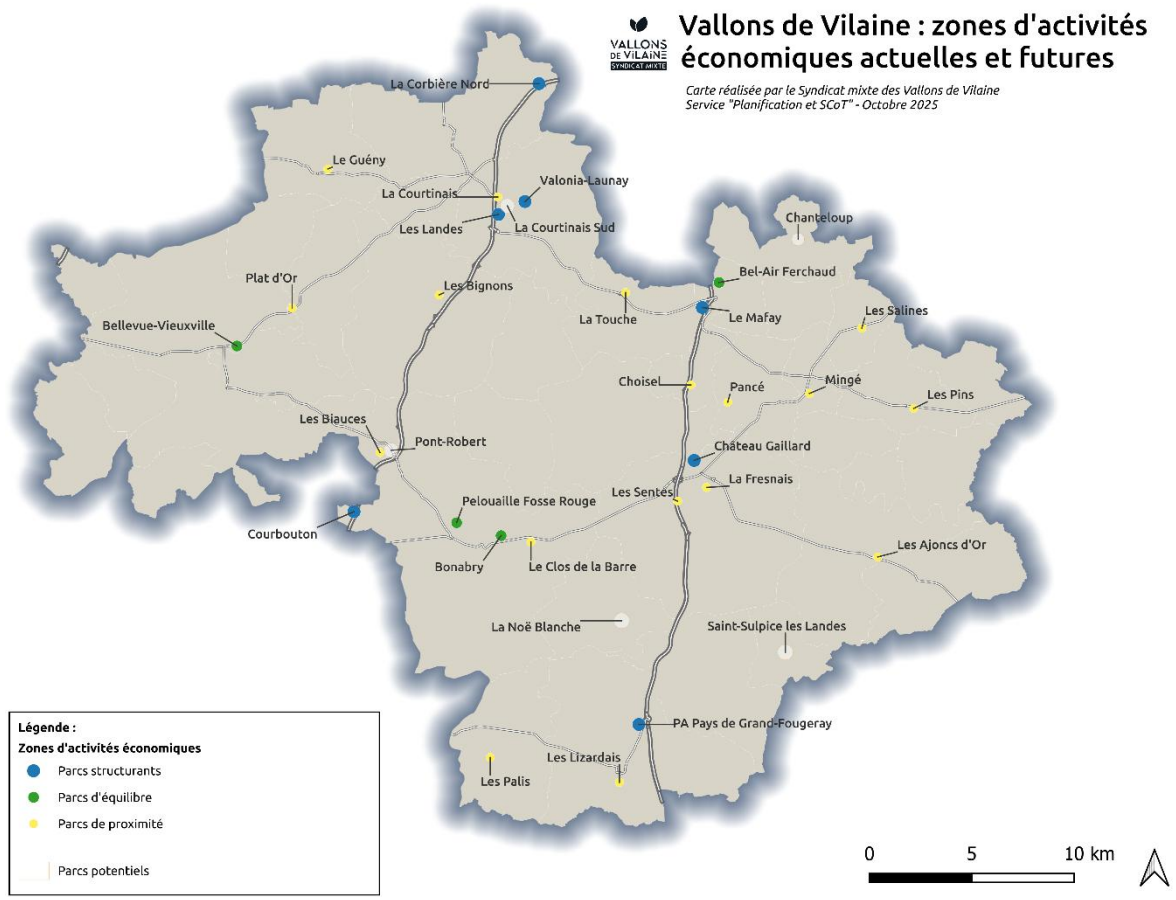 VALLONS
DE VILAINE
SYNDICAT MIXTE
Vallons de Vilaine : zones d'activités
économiques actuelles et futures
Carte réalisée par le Syndicat mixte des Vallons de Vilaine
Service "Planification et SCoT" - Octobre 2025
La Corbière Nord
Le Guény
La Courtinais
Valonia-Launay
Les Landes
La Courtinais Sud
Chanteloup
Plat d'Or
Les Bignons
Bel-Air Ferchaud
La Touche
Le Mafay
Les Salines
Bellevue-Vieuxville
Choisel
Pancé
Mingé
Les Pins
Les Biauces
Pont-Robert
Château Gaillard
La Fresnais
Pelouaille Fosse Rouge
Les Sentes
Courbouton
Bonabry
Le Clos de la Barre
Les Ajoncs d'Or
La Noë Blanche
Saint-Sulpice les Landes
PA Pays de Grand-Fougeray
Les Lizardais
Les Palis
Légende :
Zones d'activités économiques
Parcs structurants
Parcs d'équilibre
Parcs de proximité
Parcs potentiels
0 5 10 km